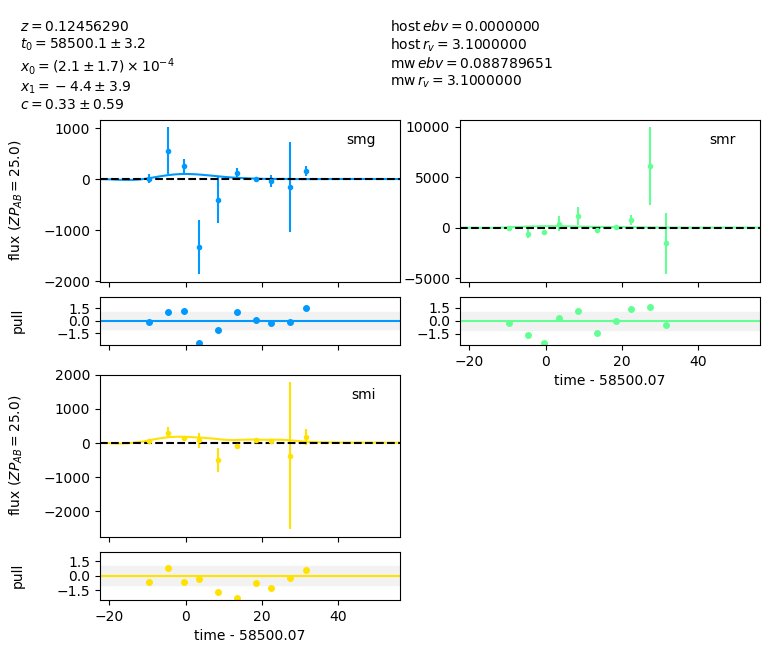 z = 0.12456290
t₀ = 58500.1 ± 3.2
x₀ = (2.1 ± 1.7) × 10⁻⁴
x₁ = −4.4 ± 3.9
c = 0.33 ± 0.59
host ebv = 0.0000000
host r_v = 3.1000000
mw ebv = 0.088789651
mw r_v = 3.1000000
smg
1000
0
−1000
−2000
flux (ZP_AB = 25.0)
smr
10000
5000
0
−5000
1.5
0.0
−1.5
pull
1.5
0.0
−1.5
−20 0 20 40
time - 58500.07
smi
2000
1000
0
−1000
−2000
flux (ZP_AB = 25.0)
1.5
0.0
−1.5
pull
−20 0 20 40
time - 58500.07